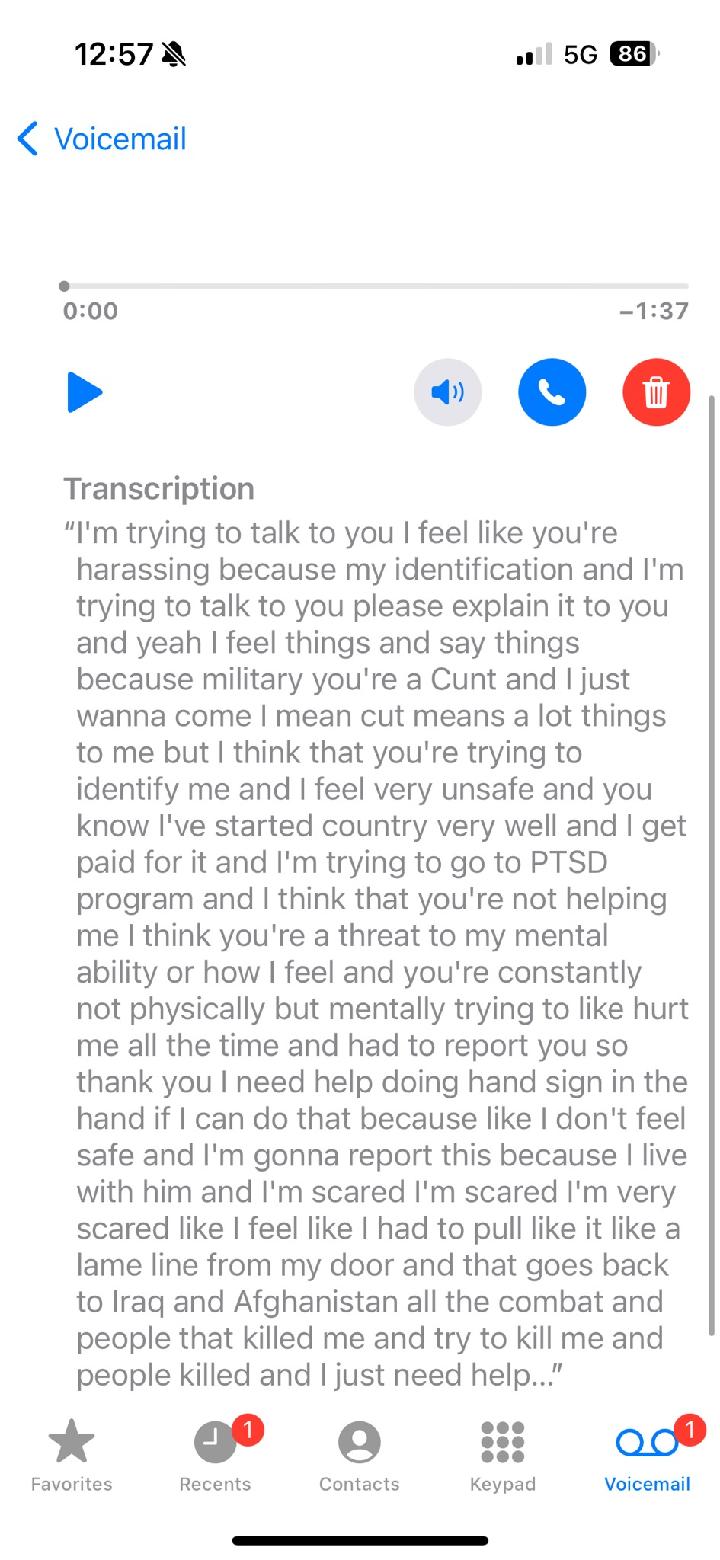 12:57
5G
86
Voicemail
0:00
−1:37
Transcription
“I'm trying to talk to you I feel like you're
harassing because my identification and I'm
trying to talk to you please explain it to you
and yeah I feel things and say things
because military you're a Cunt and I just
wanna come I mean cut means a lot things
to me but I think that you're trying to
identify me and I feel very unsafe and you
know I've started country very well and I get
paid for it and I'm trying to go to PTSD
program and I think that you're not helping
me I think you're a threat to my mental
ability or how I feel and you're constantly
not physically but mentally trying to like hurt
me all the time and had to report you so
thank you I need help doing hand sign in the
hand if I can do that because like I don't feel
safe and I'm gonna report this because I live
with him and I'm scared I'm scared I'm very
scared like I feel like I had to pull like it like a
lame line from my door and that goes back
to Iraq and Afghanistan all the combat and
people that killed me and try to kill me and
people killed and I just need help...”
1
1
Favorites
Recents
Contacts
Keypad
Voicemail